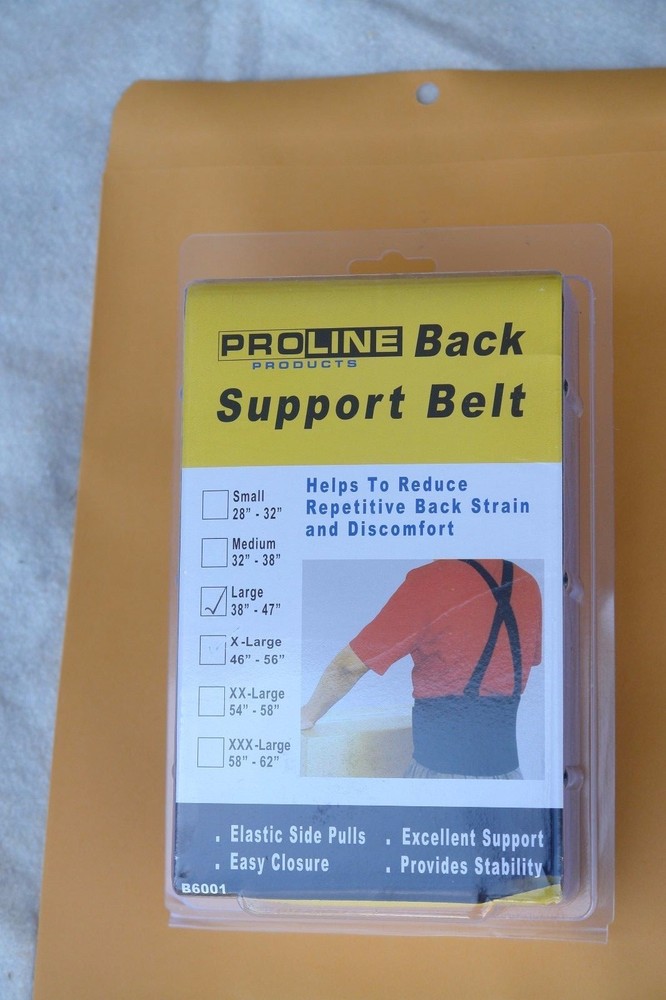 PROLINE Back
PRODUCTS
Support Belt
Small
28" - 32"
Medium
32" - 38"
Large
38" - 47"
X-Large
46" - 56"
XX-Large
54" - 58"
XXX-Large
58" - 62"
Helps To Reduce
Repetitive Back Strain
and Discomfort
. Elastic Side Pulls
. Easy Closure
. Excellent Support
. Provides Stability
B6001